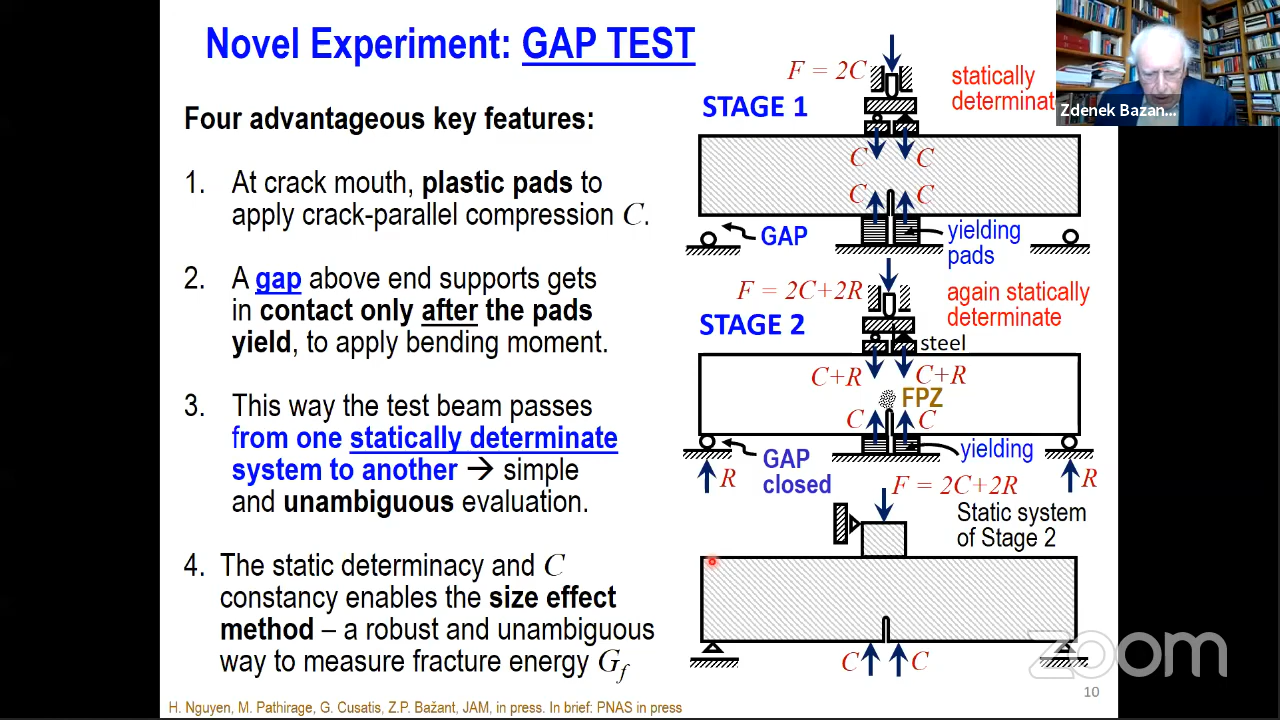 Novel Experiment: GAP TEST
Four advantageous key features:
1. At crack mouth, plastic pads to
apply crack-parallel compression C.
2. A gap above end supports gets
in contact only after the pads
yield, to apply bending moment.
3. This way the test beam passes
from one statically determinate
system to another → simple
and unambiguous evaluation.
4. The static determinacy and C
constancy enables the size effect
method – a robust and unambiguous
way to measure fracture energy Gf
H. Nguyen, M. Pathirage, G. Cusatis, Z.P. Bažant, JAM, in press. In brief: PNAS in press
F = 2C
STAGE 1
statically
determinat
Zdenek Bazan...
C C
C C
GAP
yielding
pads
F = 2C+2R
STAGE 2
again statically
determinate
steel
C+R C+R
FPZ
C C
R
GAP
closed
yielding
R
F = 2C+2R
Static system
of Stage 2
C C
zoom
10